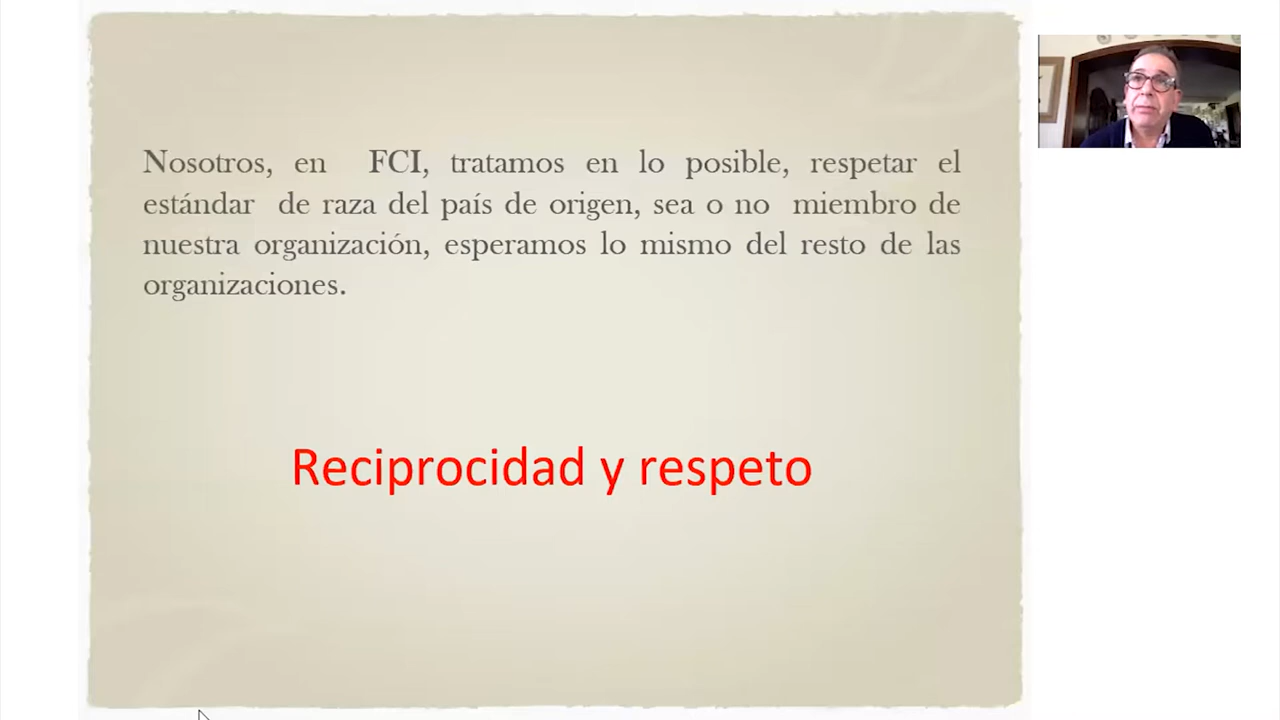 Nosotros, en FCI, tratamos en lo posible, respetar el
estándar de raza del país de origen, sea o no miembro de
nuestra organización, esperamos lo mismo del resto de las
organizaciones.
Reciprocidad y respeto